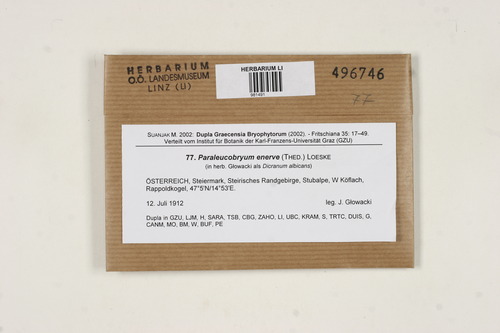 HERBARIUM
O.Ö. LANDESMUSEUM
LINZ (LI)
HERBARIUM LI
496746
77
SUANJAK M. 2002: Dupla Graecensia Bryophytorum (2002). - Fritschiana 35: 17–49.
Verteilt vom Institut für Botanik der Karl-Franzens-Universität Graz (GZU)
77. Paraleucobryum enerve (THED.) LOESKE
(in herb. Głowacki als Dicranum albicans)
ÖSTERREICH, Steiermark, Steirisches Randgebirge, Stubalpe, W Köflach,
Rappoldkogel, 47°5'N/14°53'E.
12. Juli 1912 leg. J. Głowacki
Dupla in GZU, LJM, H, SARA, TSB, CBG, ZAHO, LI, UBC, KRAM, S, TRTC, DUIS, G,
CANM, MO, BM, W, BUF, PE